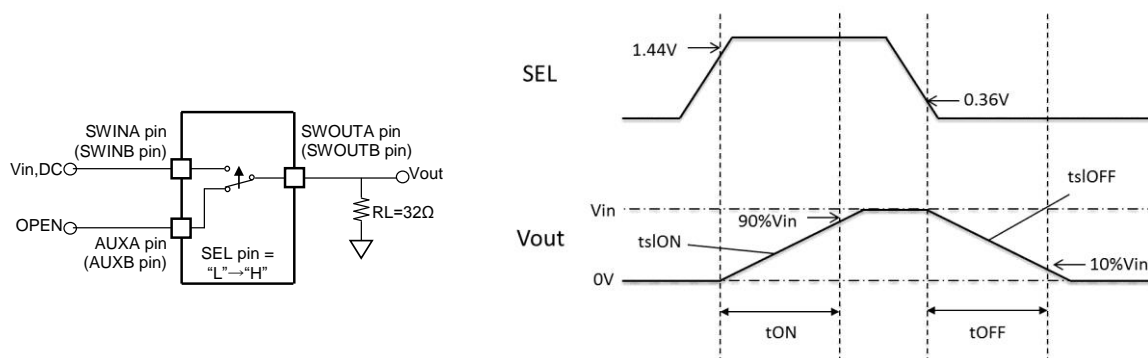 SWINA pin
(SWINB pin)
SWOUTA pin
(SWOUTB pin)
Vin,DC
Vout
OPEN
RL=32Ω
AUXA pin
(AUXB pin)
SEL pin =
“L”→“H”
1.44V
SEL
0.36V
tslOFF
Vin
90%Vin
Vout
tslON
10%Vin
0V
tON
tOFF